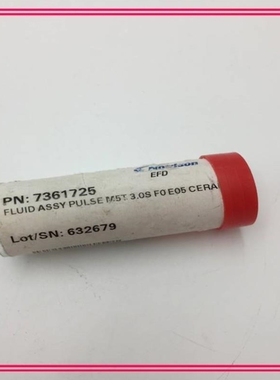 Nordson
EFD
PN: 7361725
FLUID ASSY PULSE MST 3.0S F0 E05 CERA
Lot/SN: 632679